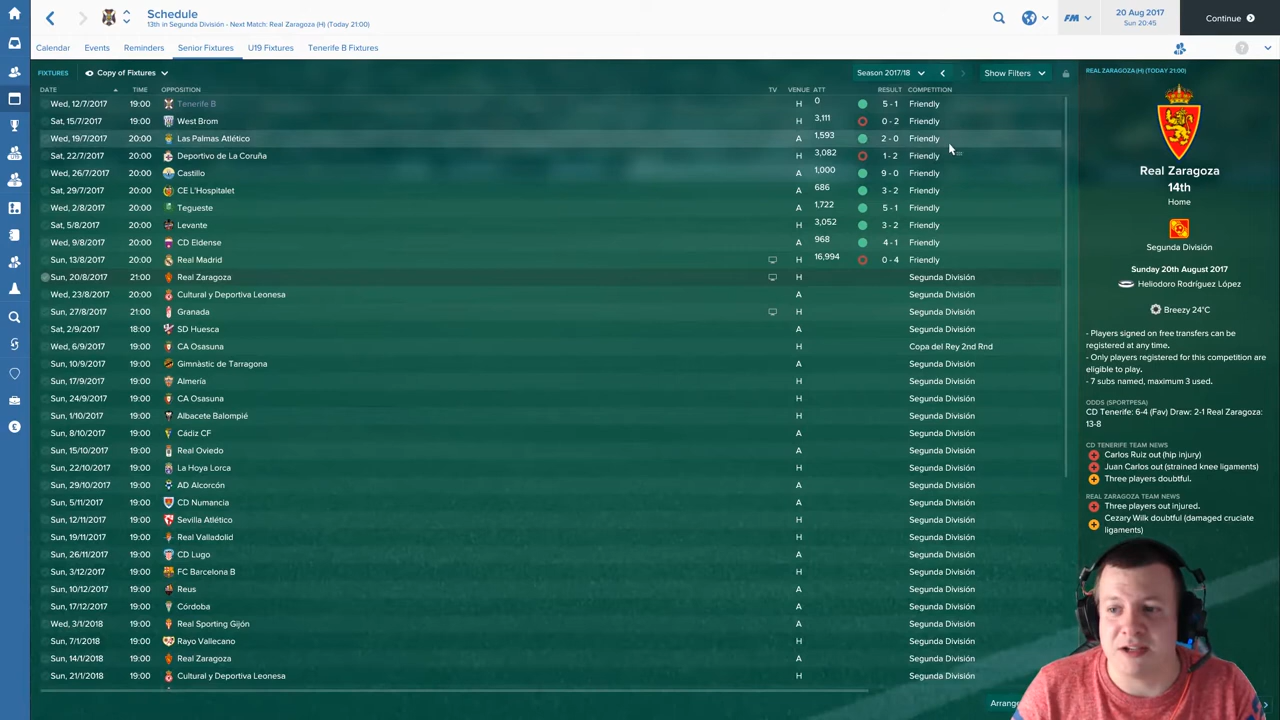 Schedule
13th in Segunda División - Next Match: Real Zaragoza (H) (Today 21:00)
FM
20 Aug 2017
Sun 20:45
Continue
Calendar Events Reminders Senior Fixtures U19 Fixtures Tenerife B Fixtures
FIXTURES Copy of Fixtures Season 2017/18 Show Filters
DATE TIME OPPOSITION TV VENUE ATT RESULT COMPETITION
Wed, 12/7/2017 19:00 Tenerife B H 0 5 - 1 Friendly
Sat, 15/7/2017 19:00 West Brom H 3,111 0 - 2 Friendly
Wed, 19/7/2017 20:00 Las Palmas Atlético A 1,593 2 - 0 Friendly
Sat, 22/7/2017 20:00 Deportivo de La Coruña H 3,082 1 - 2 Friendly
Wed, 26/7/2017 20:00 Castillo A 1,000 9 - 0 Friendly
Sat, 29/7/2017 20:00 CE L'Hospitalet A 686 3 - 2 Friendly
Wed, 2/8/2017 20:00 Tegueste A 1,722 5 - 1 Friendly
Sat, 5/8/2017 20:00 Levante H 3,052 3 - 2 Friendly
Wed, 9/8/2017 20:00 CD Eldense A 968 4 - 1 Friendly
Sun, 13/8/2017 20:00 Real Madrid H 16,994 0 - 4 Friendly
Sun, 20/8/2017 21:00 Real Zaragoza H Segunda División
Wed, 23/8/2017 20:00 Cultural y Deportiva Leonesa A Segunda División
Sun, 27/8/2017 21:00 Granada H Segunda División
Sat, 2/9/2017 18:00 SD Huesca A Segunda División
Wed, 6/9/2017 19:00 CA Osasuna H Copa del Rey 2nd Rnd
Sun, 10/9/2017 19:00 Gimnàstic de Tarragona A Segunda División
Sun, 17/9/2017 19:00 Almería H Segunda División
Sun, 24/9/2017 19:00 CA Osasuna H Segunda División
Sun, 1/10/2017 19:00 Albacete Balompié H Segunda División
Sun, 8/10/2017 19:00 Cádiz CF A Segunda División
Sun, 15/10/2017 19:00 Real Oviedo A Segunda División
Sun, 22/10/2017 19:00 La Hoya Lorca H Segunda División
Sun, 29/10/2017 19:00 AD Alcorcón A Segunda División
Sun, 5/11/2017 19:00 CD Numancia A Segunda División
Sun, 12/11/2017 19:00 Sevilla Atlético H Segunda División
Sun, 19/11/2017 19:00 Real Valladolid H Segunda División
Sun, 26/11/2017 19:00 CD Lugo A Segunda División
Sun, 3/12/2017 19:00 FC Barcelona B H Segunda División
Sun, 10/12/2017 19:00 Reus A Segunda División
Sun, 17/12/2017 19:00 Córdoba A Segunda División
Wed, 3/1/2018 19:00 Real Sporting Gijón A Segunda División
Sun, 7/1/2018 19:00 Rayo Vallecano H Segunda División
Sun, 14/1/2018 19:00 Real Zaragoza A Segunda División
Sun, 21/1/2018 19:00 Cultural y Deportiva Leonesa H Segunda División
Arrange
REAL ZARAGOZA (H) (TODAY 21:00)
Real Zaragoza
14th
Home
Segunda División
Sunday 20th August 2017
Heliodoro Rodríguez López
Breezy 24°C
- Players signed on free transfers can be
registered at any time.
- Only players registered for this competition are
eligible to play.
- 7 subs named, maximum 3 used.
ODDS (SPORTPESA)
CD Tenerife: 6-4 (Fav) Draw: 2-1 Real Zaragoza:
13-8
CD TENERIFE TEAM NEWS
Carlos Ruiz out (hip injury)
Juan Carlos out (strained knee ligaments)
Three players doubtful.
REAL ZARAGOZA TEAM NEWS
Three players out injured.
Cezary Wilk doubtful (damaged cruciate
ligaments)